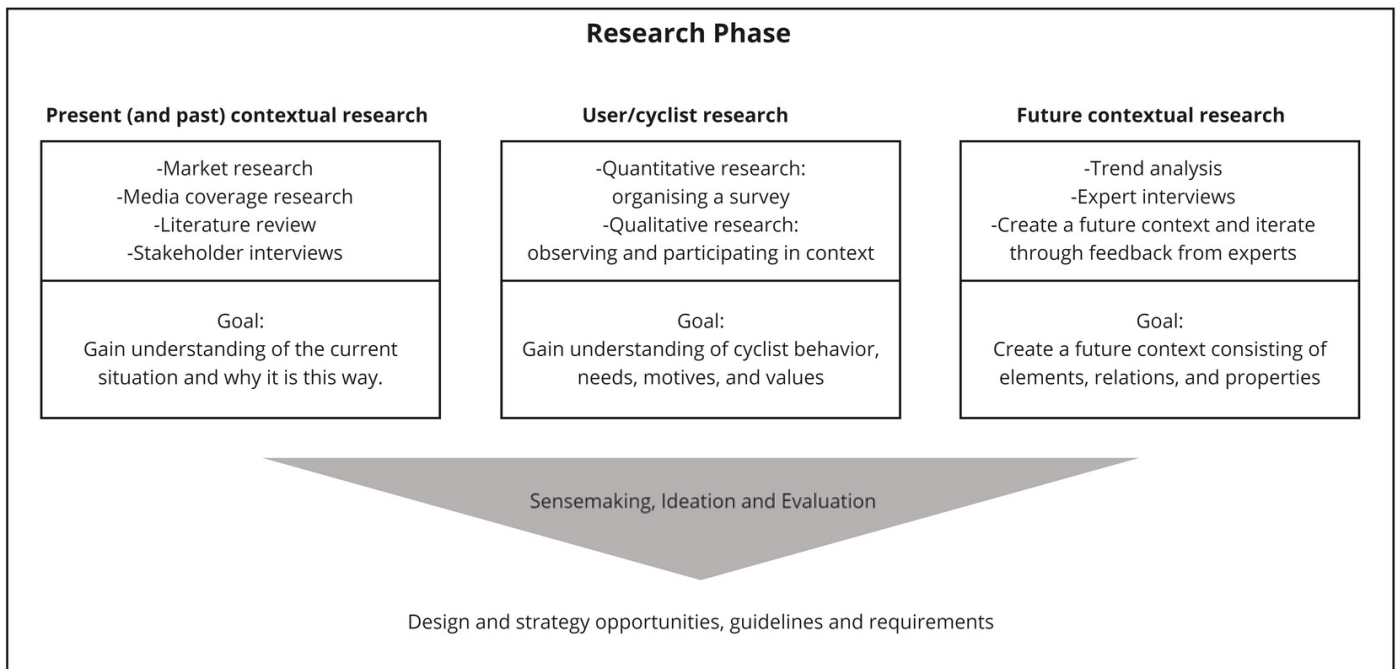 Research Phase
Present (and past) contextual research
-Market research
-Media coverage research
-Literature review
-Stakeholder interviews
Goal:
Gain understanding of the current
situation and why it is this way.
User/cyclist research
-Quantitative research:
organising a survey
-Qualitative research:
observing and participating in context
Goal:
Gain understanding of cyclist behavior,
needs, motives, and values
Future contextual research
-Trend analysis
-Expert interviews
-Create a future context and iterate
through feedback from experts
Goal:
Create a future context consisting of
elements, relations, and properties
Sensemaking, Ideation and Evaluation
Design and strategy opportunities, guidelines and requirements